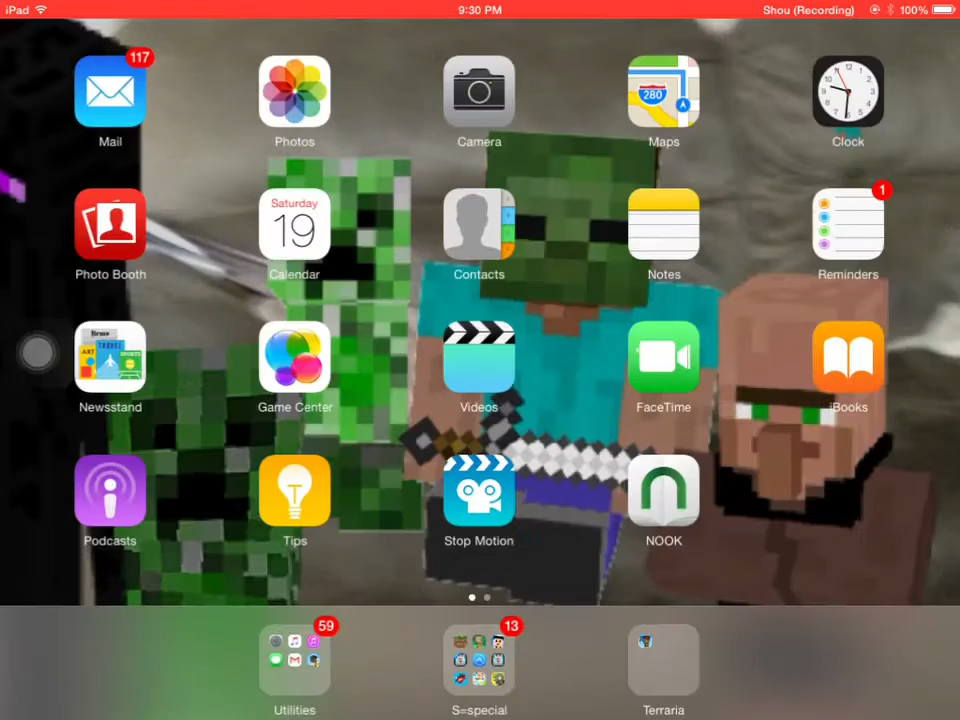 iPad 9:30 PM Shou (Recording) 100%
117
280
Mail Photos Camera Maps Clock
Saturday 1
19
Photo Booth Calendar Contacts Notes Reminders
Newsstand Game Center Videos FaceTime iBooks
Podcasts Tips Stop Motion NOOK
59 13
Utilities S=special Terraria